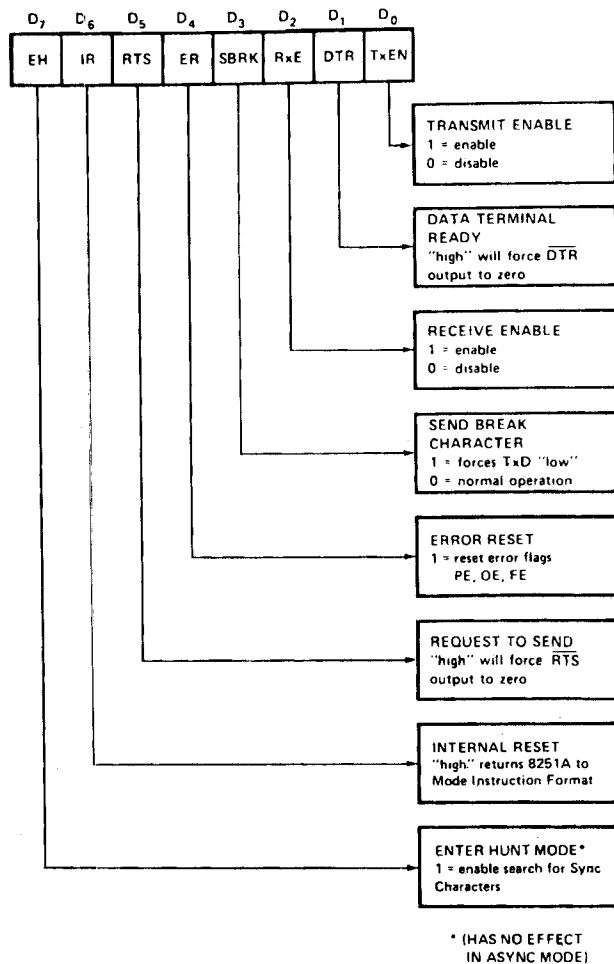 D7 D6 D5 D4 D3 D2 D1 D0
EH IR RTS ER SBRK RxE DTR TxEN
TRANSMIT ENABLE
1 = enable
0 = disable
DATA TERMINAL
READY
"high" will force D̅T̅R̅
output to zero
RECEIVE ENABLE
1 = enable
0 = disable
SEND BREAK
CHARACTER
1 = forces TxD "low"
0 = normal operation
ERROR RESET
1 = reset error flags
PE, OE, FE
REQUEST TO SEND
"high" will force R̅T̅S̅
output to zero
INTERNAL RESET
"high" returns 8251A to
Mode Instruction Format
ENTER HUNT MODE*
1 = enable search for Sync
Characters
* (HAS NO EFFECT
IN ASYNC MODE)